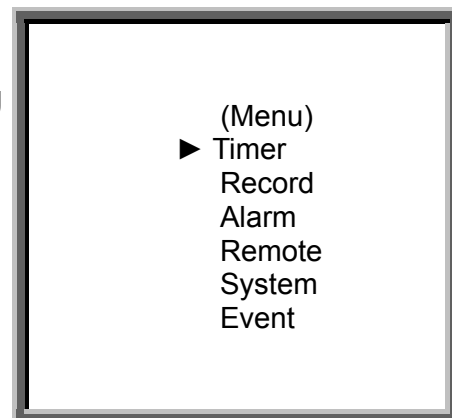 (Menu)
► Timer
Record
Alarm
Remote
System
Event